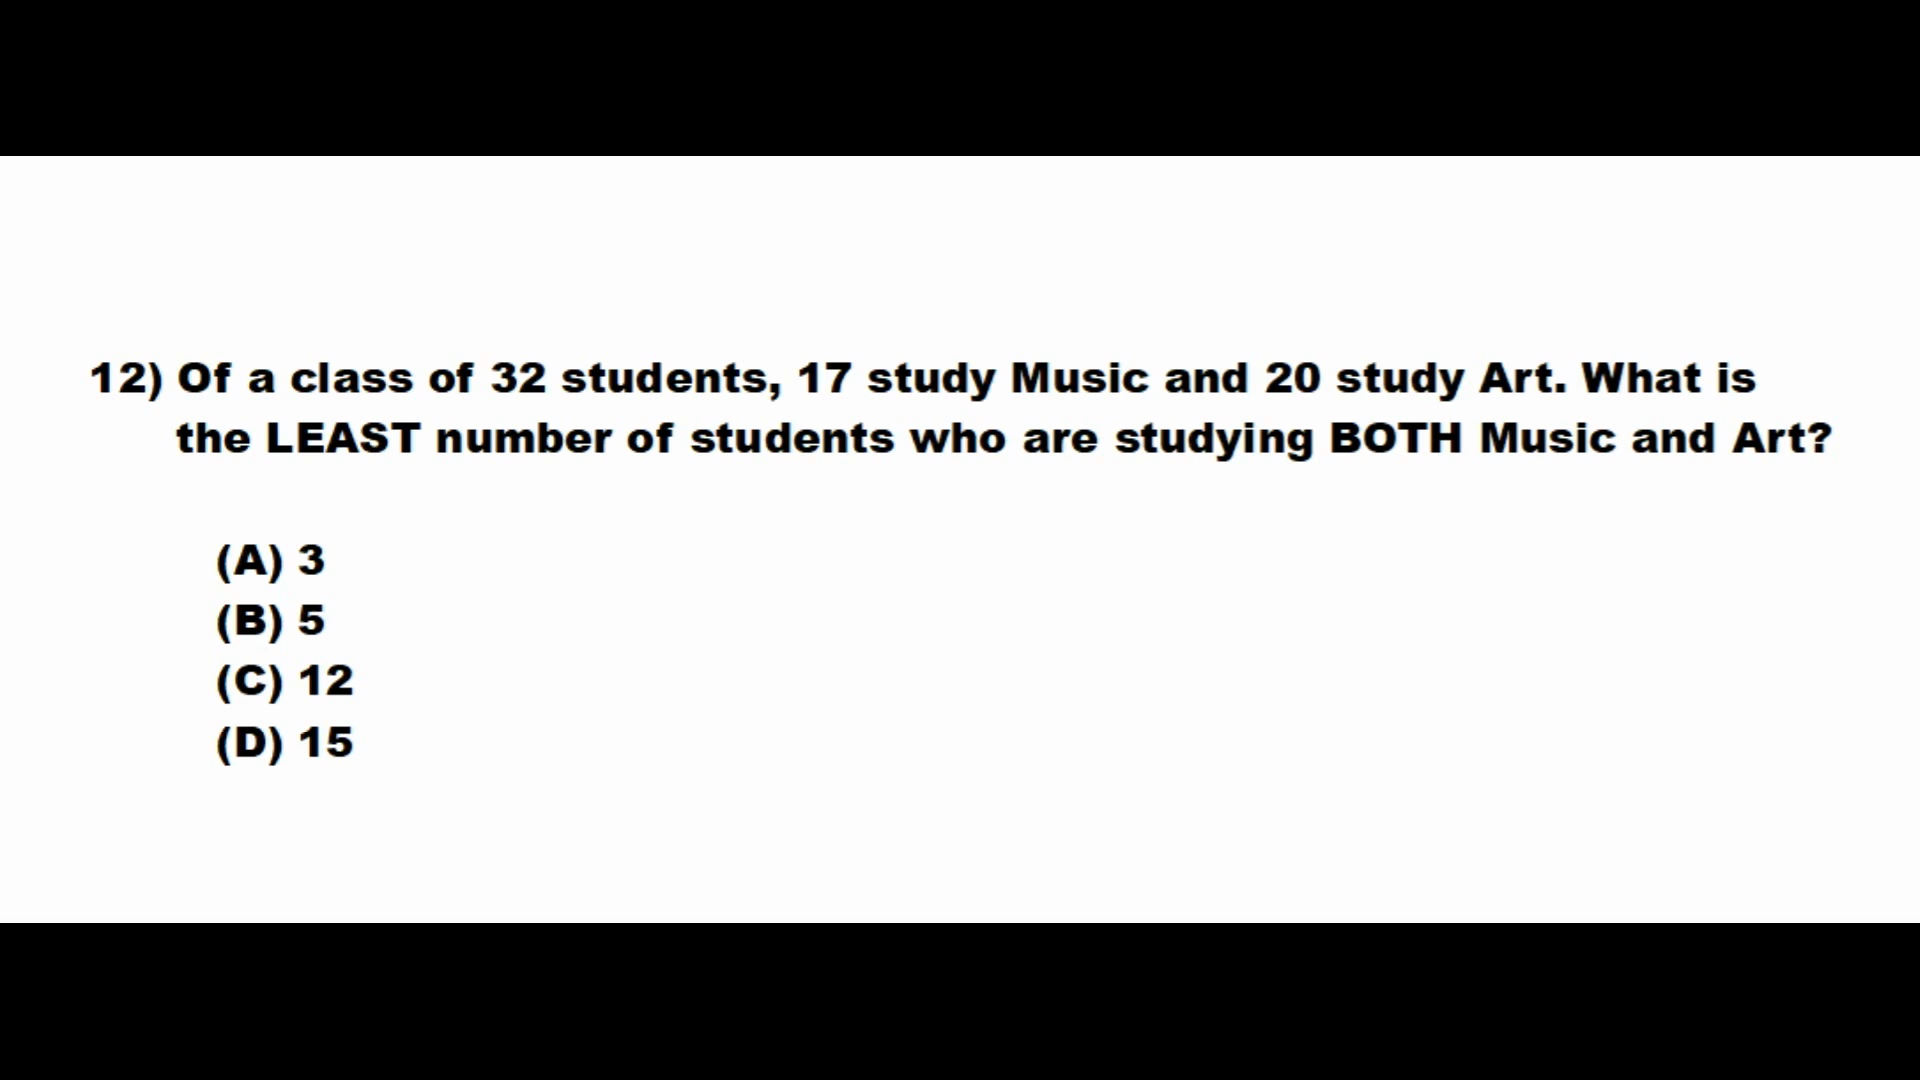 12) Of a class of 32 students, 17 study Music and 20 study Art. What is
the LEAST number of students who are studying BOTH Music and Art?
(A) 3
(B) 5
(C) 12
(D) 15